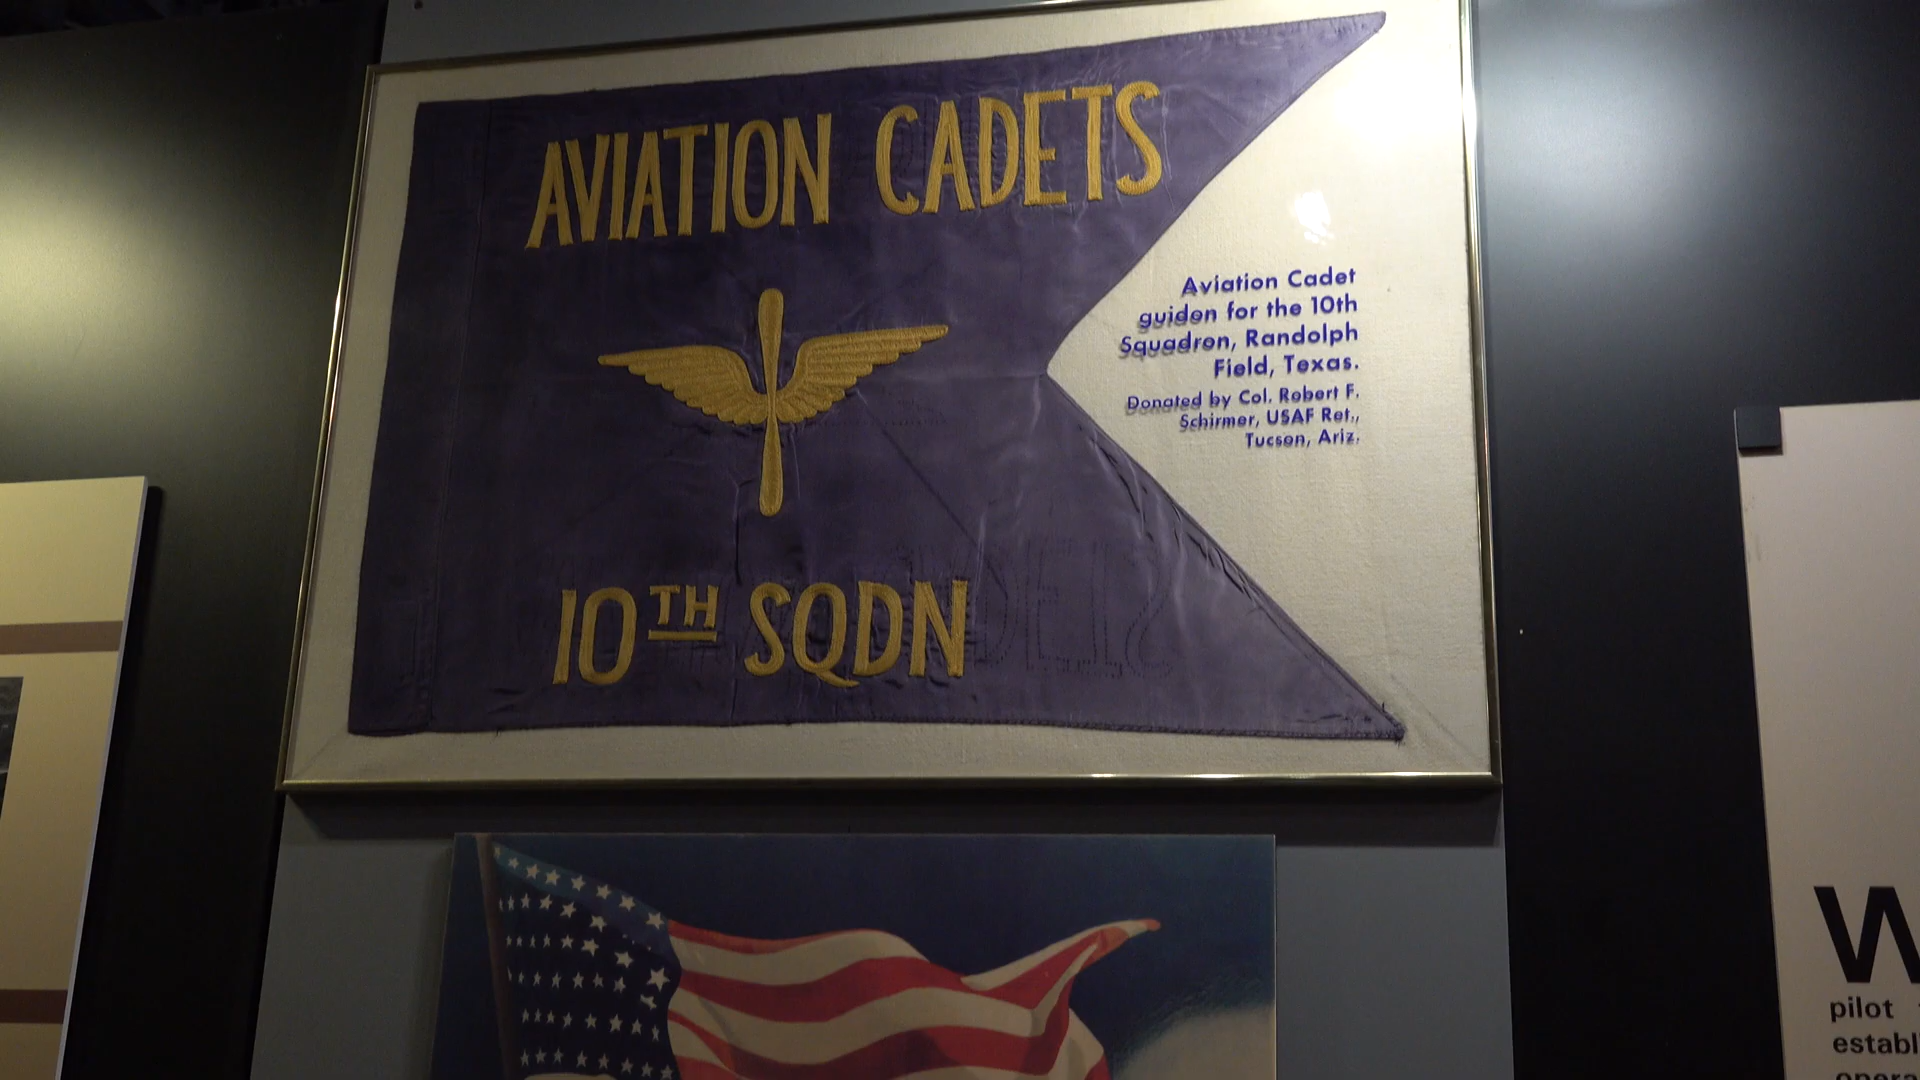 AVIATION CADETS
10TH SQDN
Aviation Cadet
guidon for the 10th
Squadron, Randolph
Field, Texas.
Donated by Col. Robert F.
Schirmer, USAF Ret.,
Tucson, Ariz.
pilot